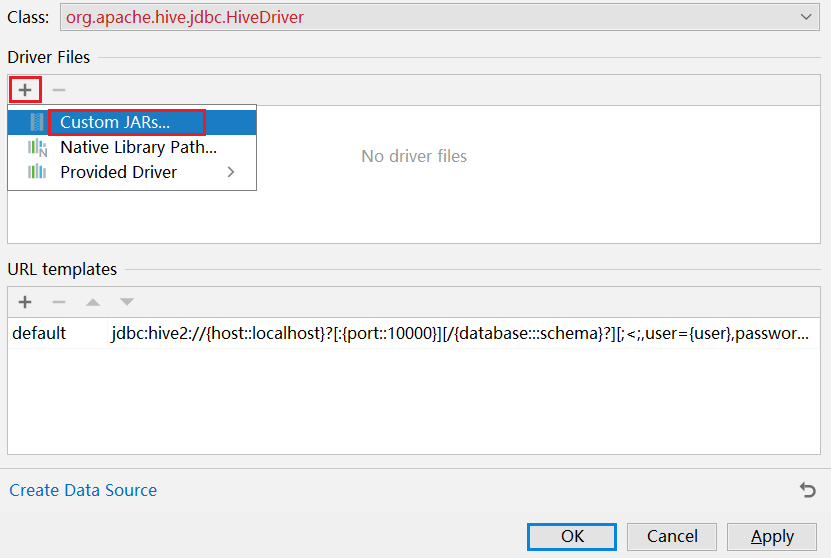 Class: org.apache.hive.jdbc.HiveDriver
Driver Files
Custom JARs...
Native Library Path...
Provided Driver
No driver files
URL templates
default jdbc:hive2://{host::localhost}?[:{port::10000}][/{database:::schema}?][;<;,user={user},passwor...
Create Data Source
OK Cancel Apply